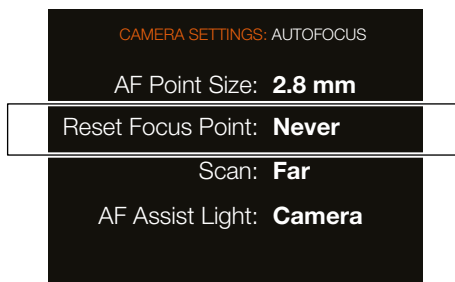 CAMERA SETTINGS: AUTOFOCUS
AF Point Size: 2.8 mm
Reset Focus Point: Never
Scan: Far
AF Assist Light: Camera